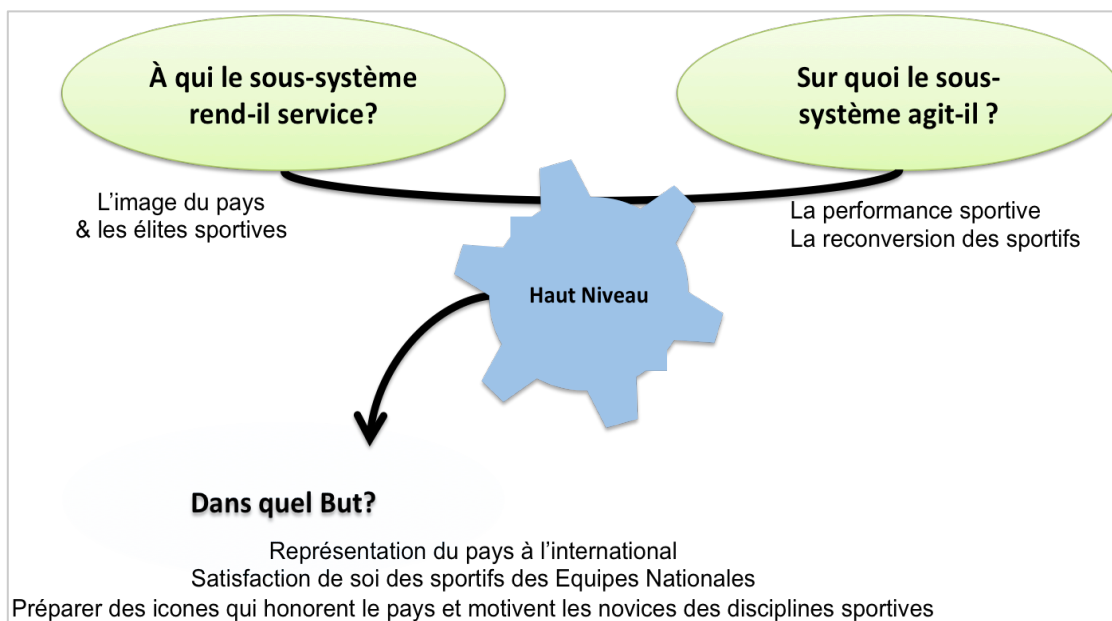 À qui le sous-système
rend-il service?
Sur quoi le sous-
système agit-il ?
L'image du pays
& les élites sportives
La performance sportive
La reconversion des sportifs
Haut Niveau
Dans quel But?
Représentation du pays à l'international
Satisfaction de soi des sportifs des Equipes Nationales
Préparer des icones qui honorent le pays et motivent les novices des disciplines sportives